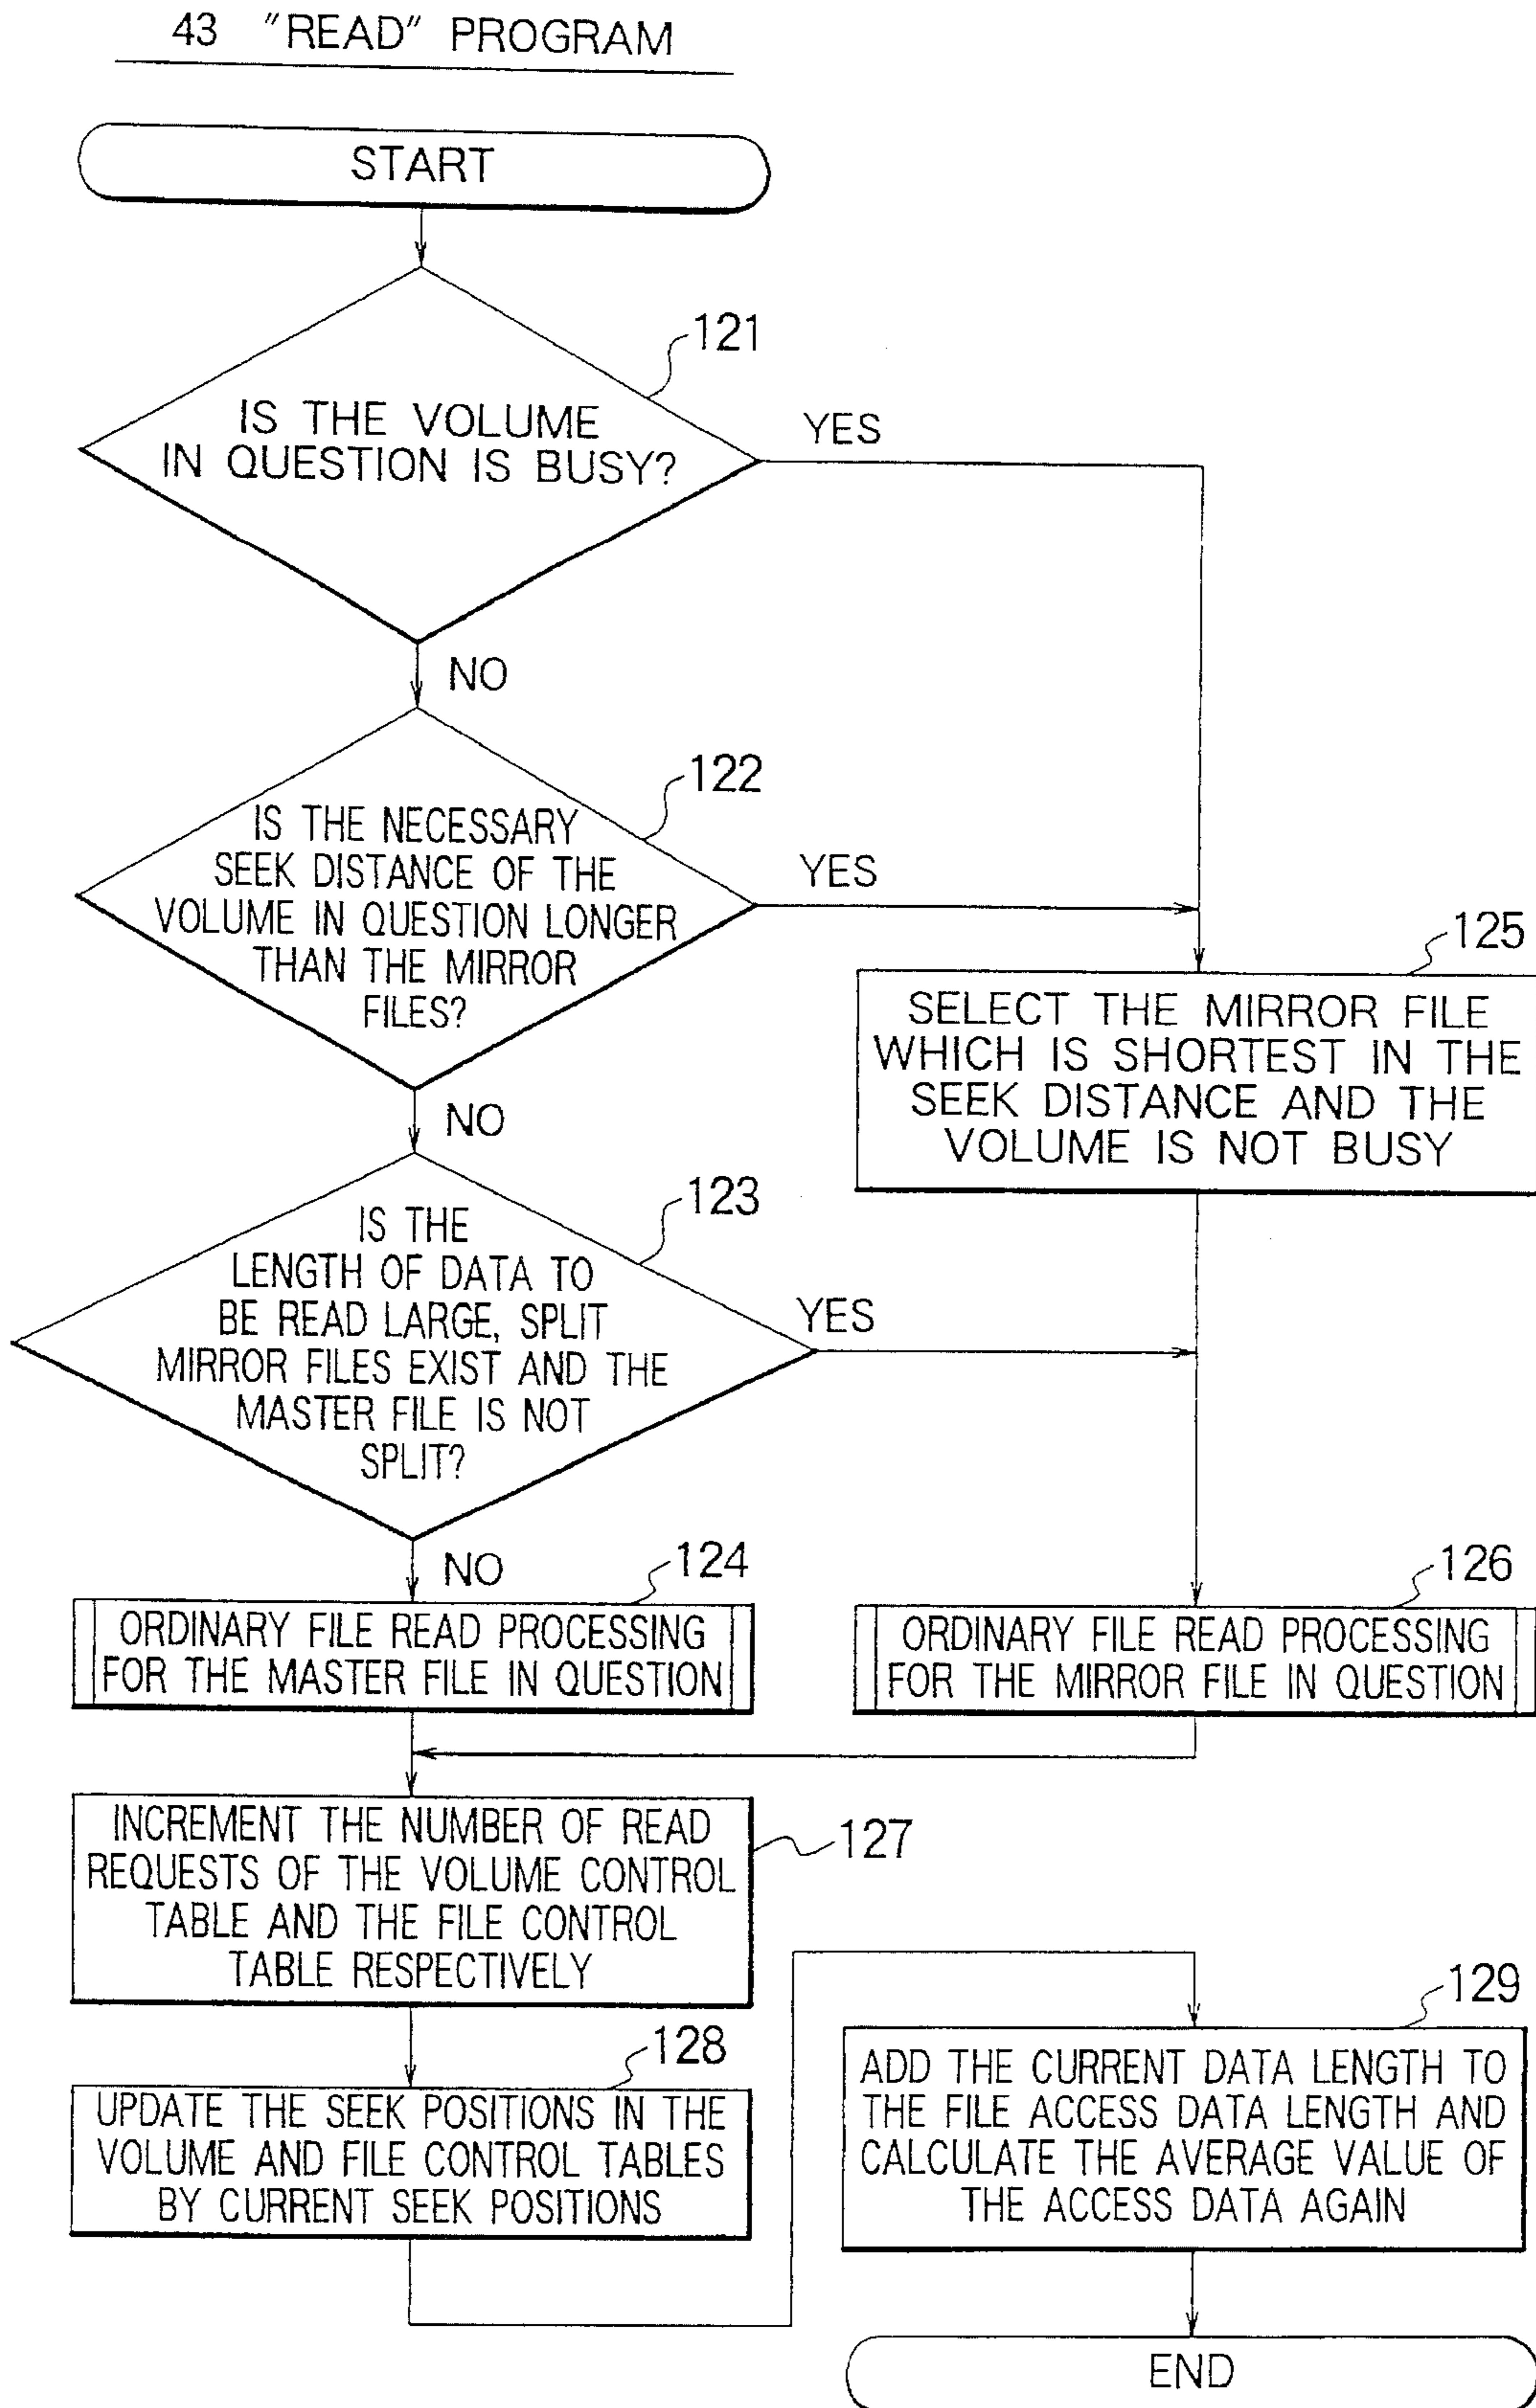 43 "READ" PROGRAM
START
121
IS THE VOLUME
IN QUESTION IS BUSY?
YES
NO
122
IS THE NECESSARY
SEEK DISTANCE OF THE
VOLUME IN QUESTION LONGER
THAN THE MIRROR
FILES?
YES
125
SELECT THE MIRROR FILE
WHICH IS SHORTEST IN THE
SEEK DISTANCE AND THE
VOLUME IS NOT BUSY
NO
123
IS THE
LENGTH OF DATA TO
BE READ LARGE, SPLIT
MIRROR FILES EXIST AND THE
MASTER FILE IS NOT
SPLIT?
YES
NO
124
ORDINARY FILE READ PROCESSING
FOR THE MASTER FILE IN QUESTION
126
ORDINARY FILE READ PROCESSING
FOR THE MIRROR FILE IN QUESTION
127
INCREMENT THE NUMBER OF READ
REQUESTS OF THE VOLUME CONTROL
TABLE AND THE FILE CONTROL
TABLE RESPECTIVELY
128
UPDATE THE SEEK POSITIONS IN THE
VOLUME AND FILE CONTROL TABLES
BY CURRENT SEEK POSITIONS
129
ADD THE CURRENT DATA LENGTH TO
THE FILE ACCESS DATA LENGTH AND
CALCULATE THE AVERAGE VALUE OF
THE ACCESS DATA AGAIN
END